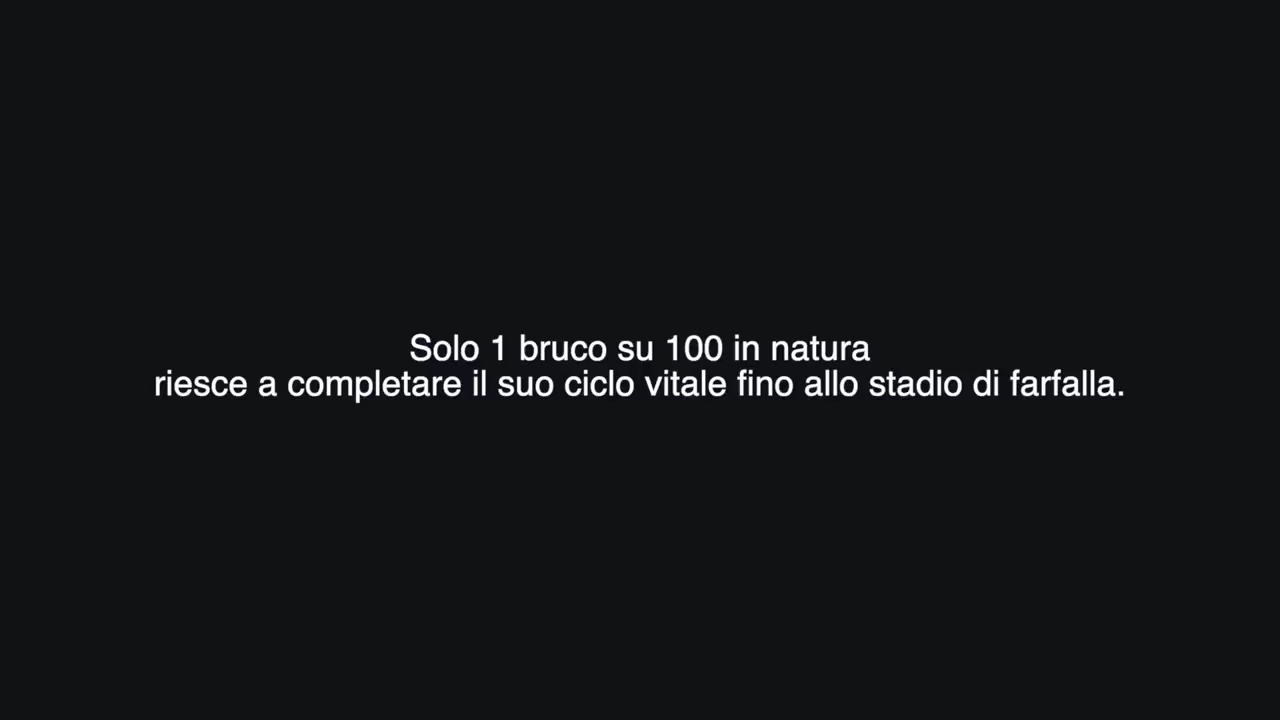 Solo 1 bruco su 100 in natura
riesce a completare il suo ciclo vitale fino allo stadio di farfalla.